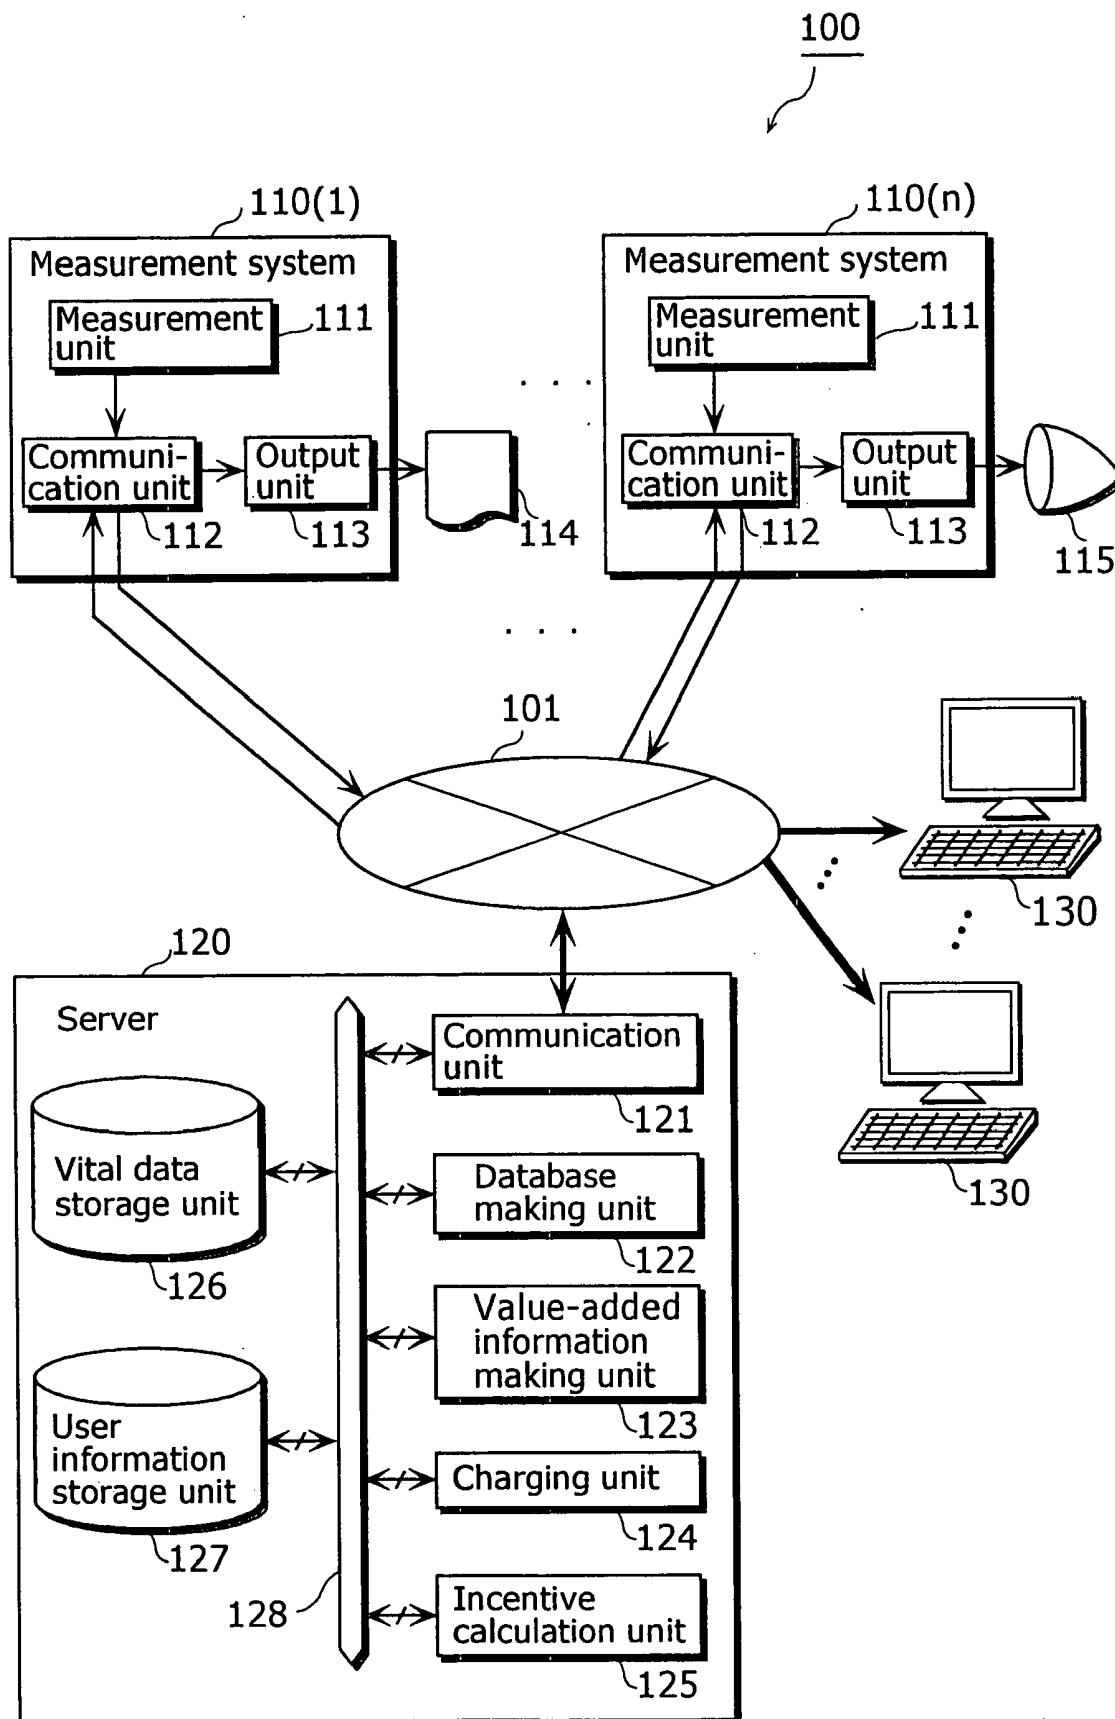 100
110(1)
Measurement system
Measurement
unit
111
Communi-
cation unit
112
Output
unit
113
114
110(n)
Measurement system
Measurement
unit
111
Communi-
cation unit
112
Output
unit
113
115
101
130
130
120
Server
Communication
unit
121
Vital data
storage unit
126
Database
making unit
122
Value-added
information
making unit
123
User
information
storage unit
127
Charging unit
124
128
Incentive
calculation unit
125